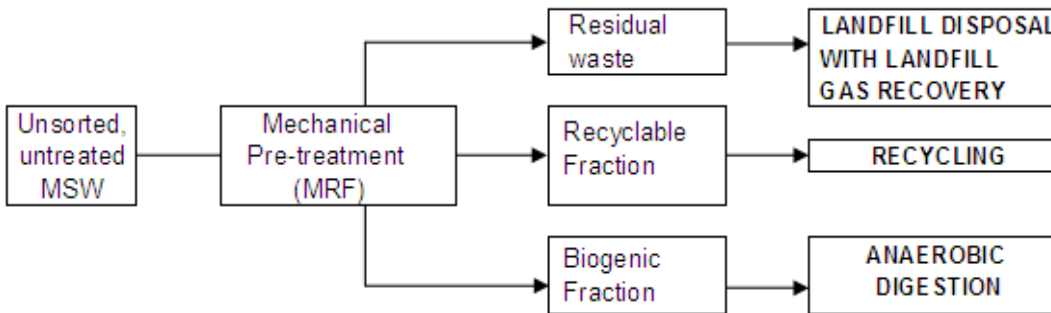 Unsorted,
untreated
MSW
Mechanical
Pre-treatment
(MRF)
Residual
waste
LANDFILL DISPOSAL
WITH LANDFILL
GAS RECOVERY
Recyclable
Fraction
RECYCLING
Biogenic
Fraction
ANAEROBIC
DIGESTION